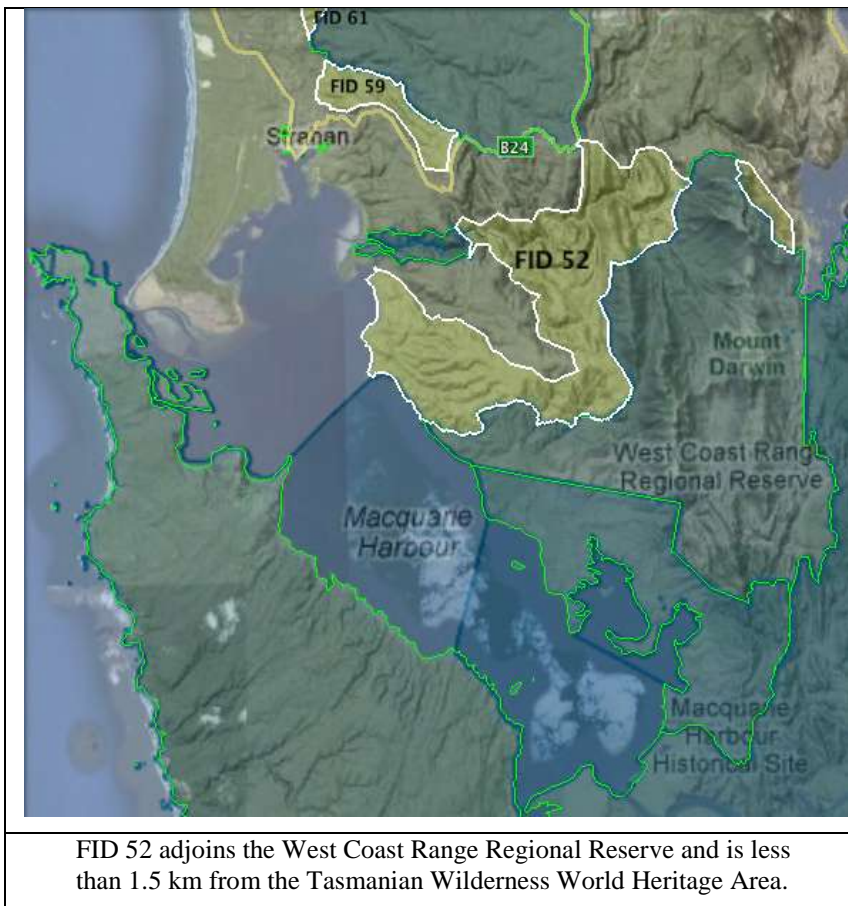 FID 61
FID 59
Strahan
B24
FID 52
Mount
Darwin
West Coast Range
Regional Reserve
Macquarie
Harbour
Macquarie
Harbour
Historical Site
FID 52 adjoins the West Coast Range Regional Reserve and is less
than 1.5 km from the Tasmanian Wilderness World Heritage Area.